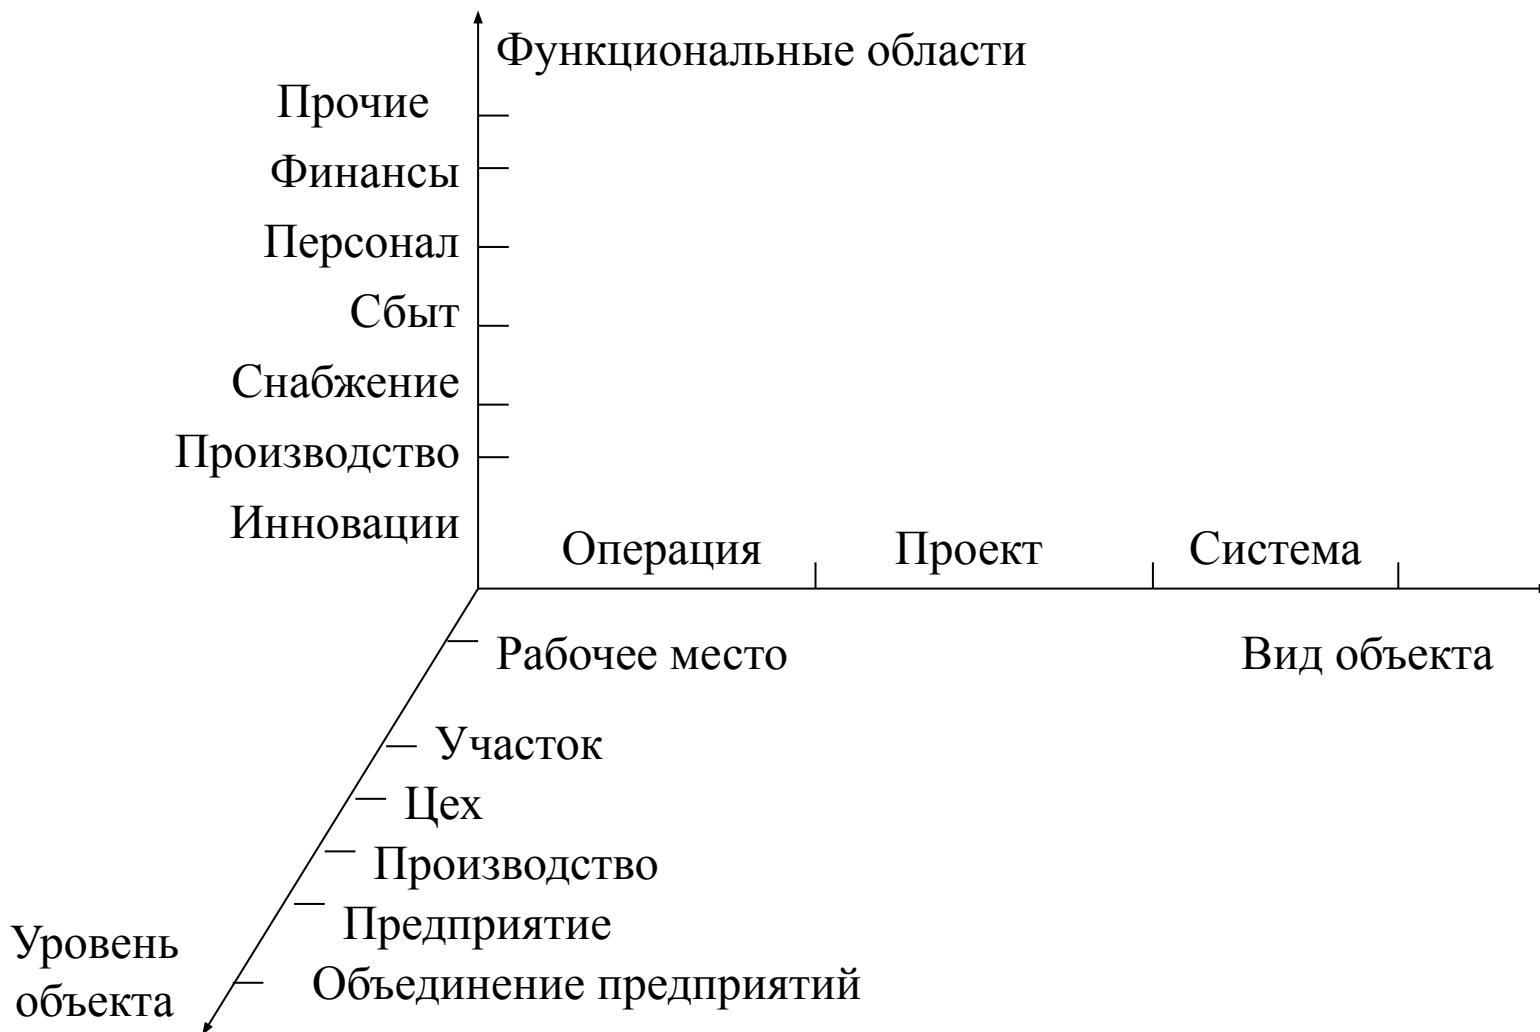 Функциональные области
Прочие
Финансы
Персонал
Сбыт
Снабжение
Производство
Инновации
Операция
Проект
Система
Рабочее место
Вид объекта
Участок
Цех
Производство
Предприятие
Уровень
объекта
Объединение предприятий